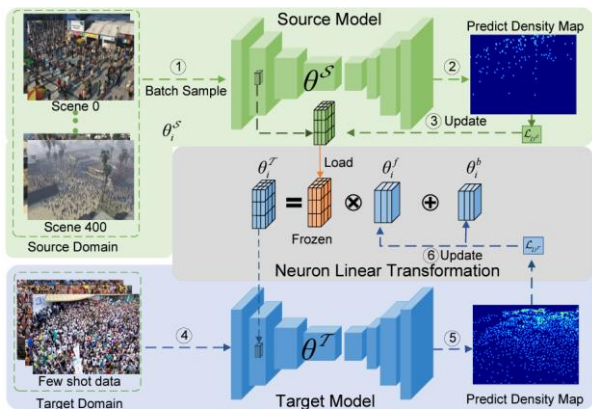 Source Model
Predict Density Map
①
Batch Sample
θ^S
②
Scene 0
③ Update
θ_i^S
Load
θ_i^T
=
Frozen
⊗
θ_i^f
⊕
θ_i^b
Scene 400
Source Domain
⑥ Update
Neuron Linear Transformation
④
θ^T
⑤
Few shot data
Target Domain
Target Model
Predict Density Map